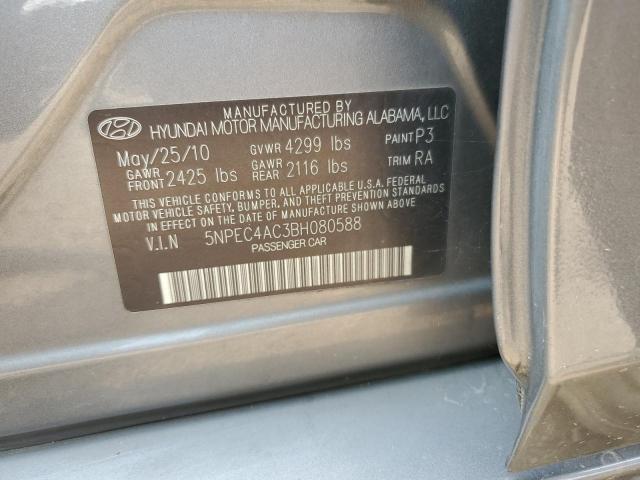 MANUFACTURED BY
HYUNDAI MOTOR MANUFACTURING ALABAMA, LLC
May/25/10 GVWR 4299 lbs PAINT P3
GAWR FRONT 2425 lbs GAWR REAR 2116 lbs TRIM RA
THIS VEHICLE CONFORMS TO ALL APPLICABLE U.S.A. FEDERAL
MOTOR VEHICLE SAFETY, BUMPER, AND THEFT PREVENTION STANDARDS
IN EFFECT ON THE DATE OF MANUFACTURE SHOWN ABOVE.
V.I.N 5NPEC4AC3BH080588
PASSENGER CAR